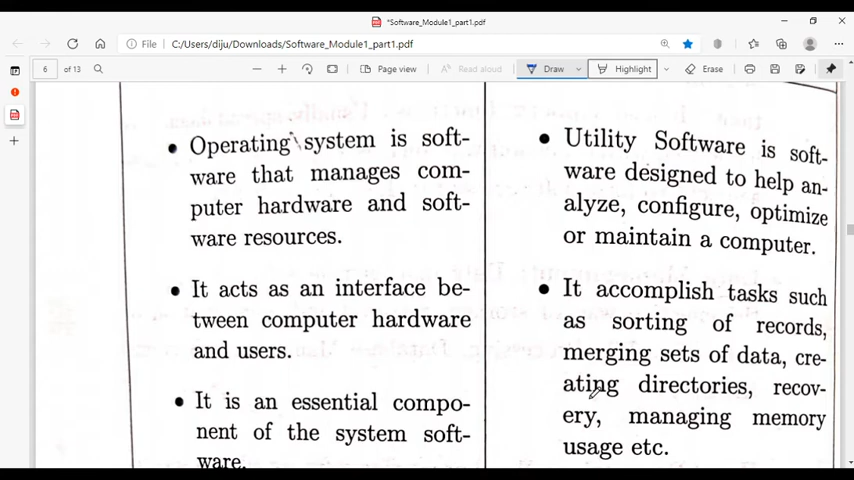 *Software_Module1_part1.pdf
File | C:/Users/diju/Downloads/Software_Module1_part1.pdf
6 of 13
Page view
Read aloud
Draw
Highlight
Erase
• Operating system is soft-
ware that manages com-
puter hardware and soft-
ware resources.
• It acts as an interface be-
tween computer hardware
and users.
• It is an essential compo-
nent of the system soft-
ware.
• Utility Software is soft-
ware designed to help an-
alyze, configure, optimize
or maintain a computer.
• It accomplish tasks such
as sorting of records,
merging sets of data, cre-
ating directories, recov-
ery, managing memory
usage etc.